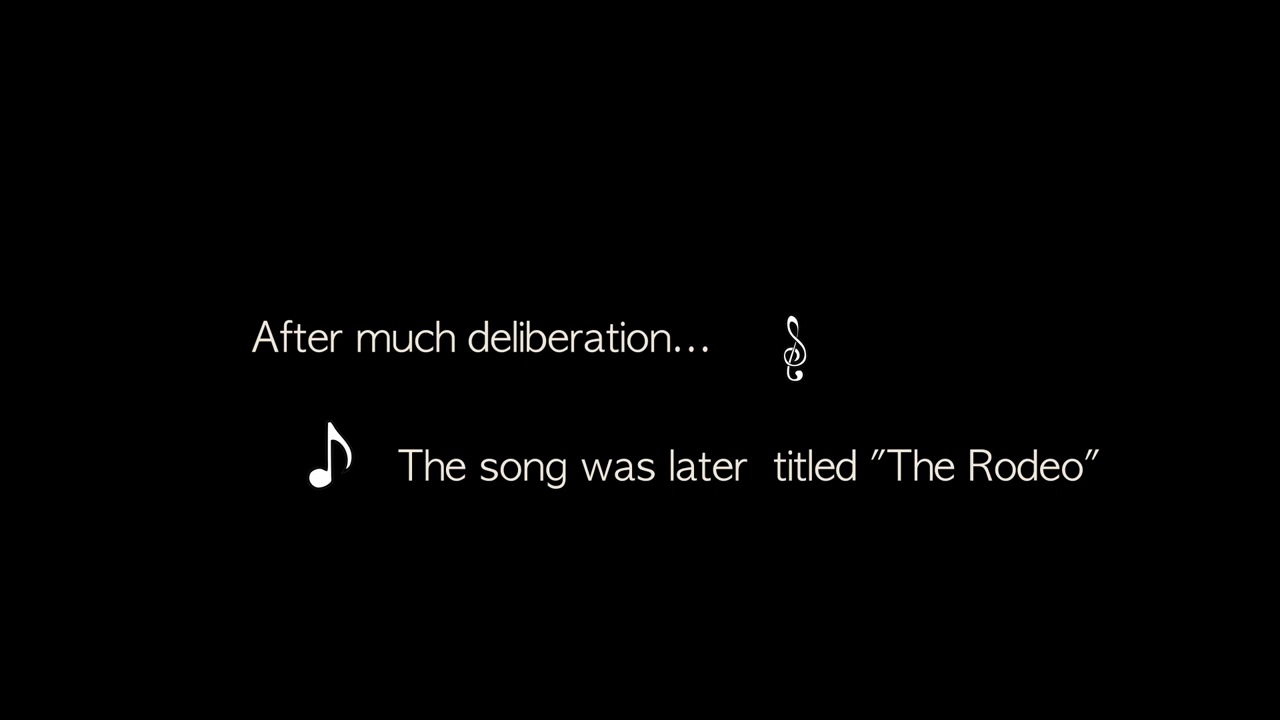 After much deliberation...
The song was later titled "The Rodeo"